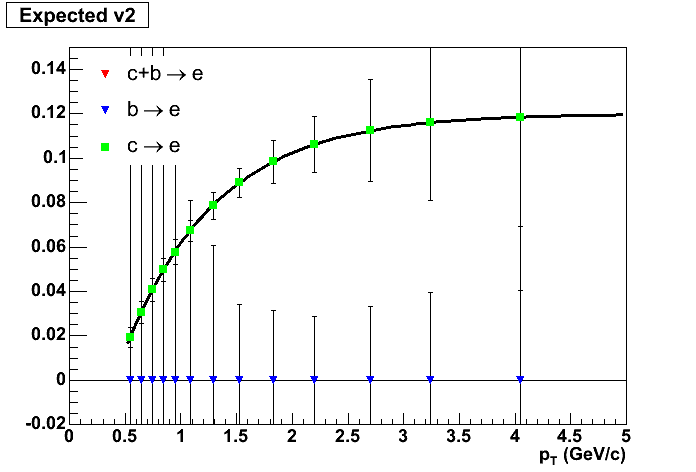 Expected v2
0.14
0.12
0.1
0.08
0.06
0.04
0.02
0
-0.02
c+b → e
b → e
c → e
0 0.5 1 1.5 2 2.5 3 3.5 4 4.5 5
pT (GeV/c)